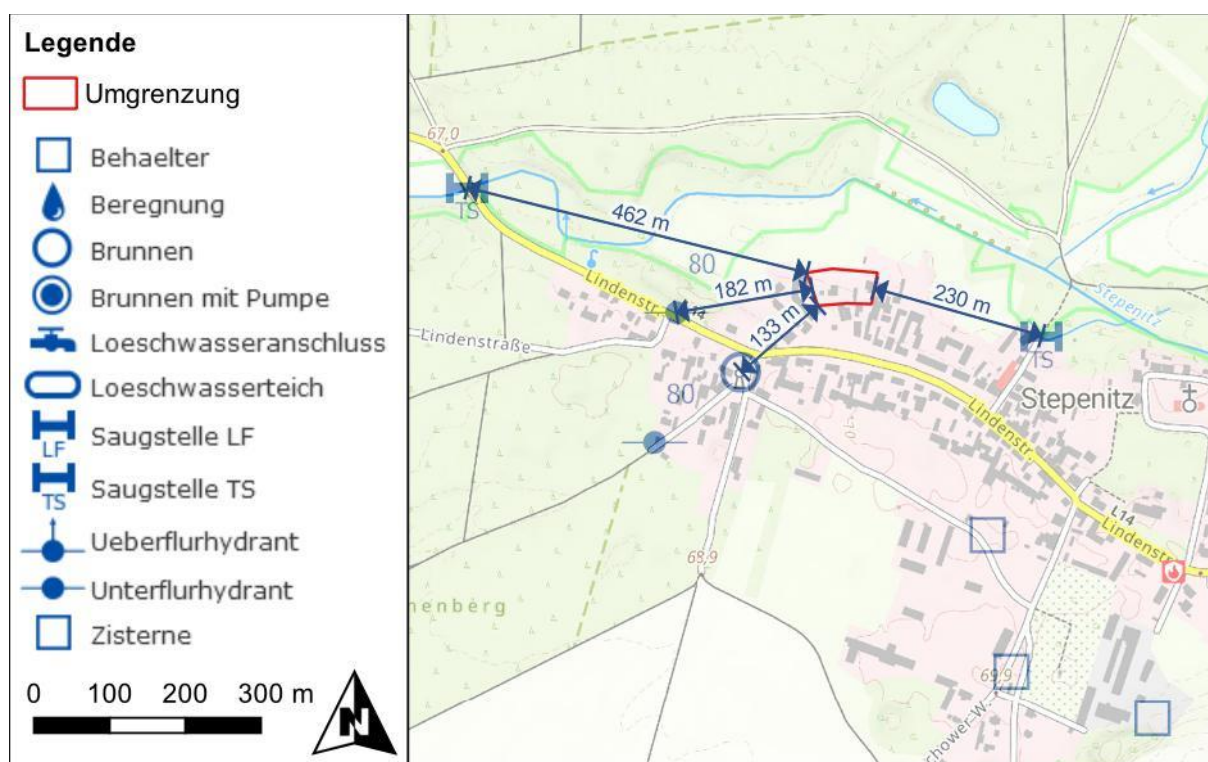 Legende
Umgrenzung
Behaelter
Beregnung
Brunnen
Brunnen mit Pumpe
Loeschwasseranschluss
Loeschwasserteich
LF
Saugstelle LF
TS
Saugstelle TS
Ueberflurhydrant
Unterflurhydrant
Zisterne
0 100 200 300 m
N
67,0
TS
462 m
80
182 m
230 m
133 m
Lindenstr.
Lindenstraße
Stepenitz
TS
80
Stepenitz
Lindenstr.
L14
Lindenstr.
68,9
nenberg
69,9
chower W.